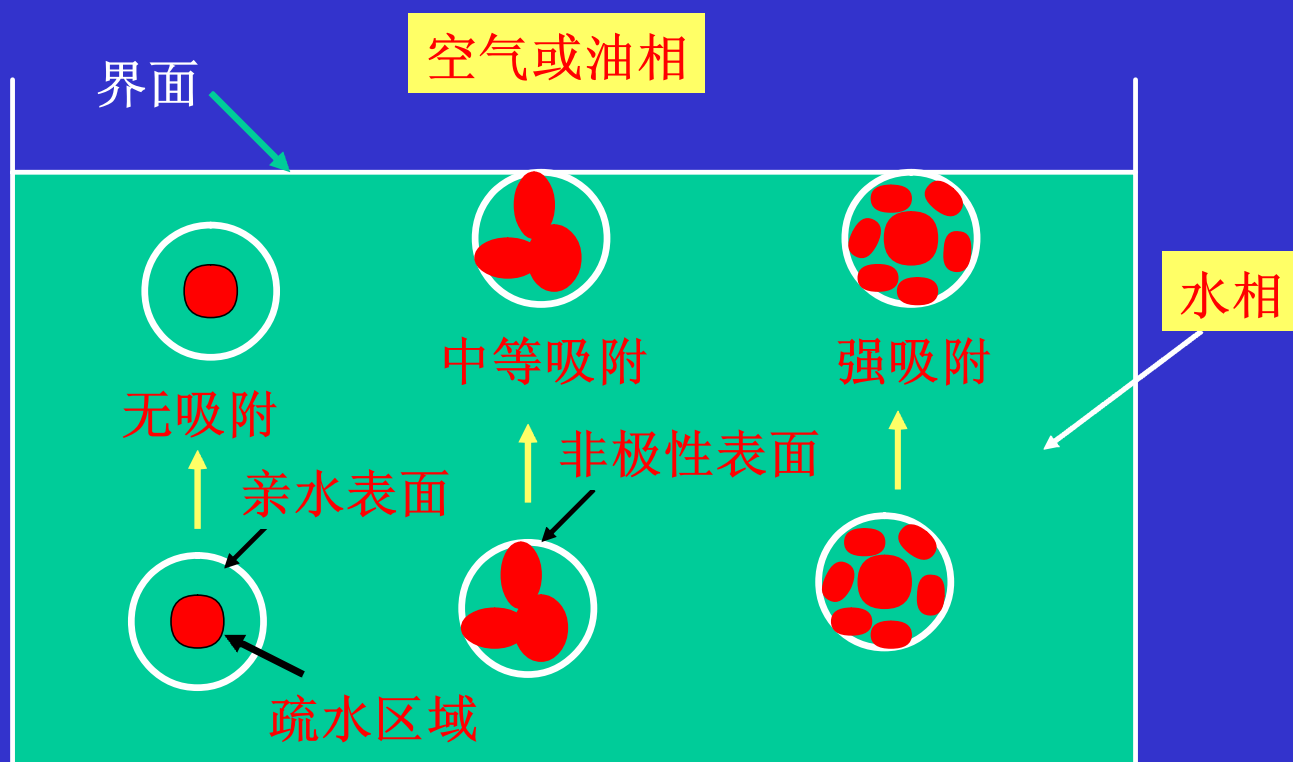 空气或油相
界面
水相
中等吸附
强吸附
无吸附
非极性表面
亲水表面
疏水区域